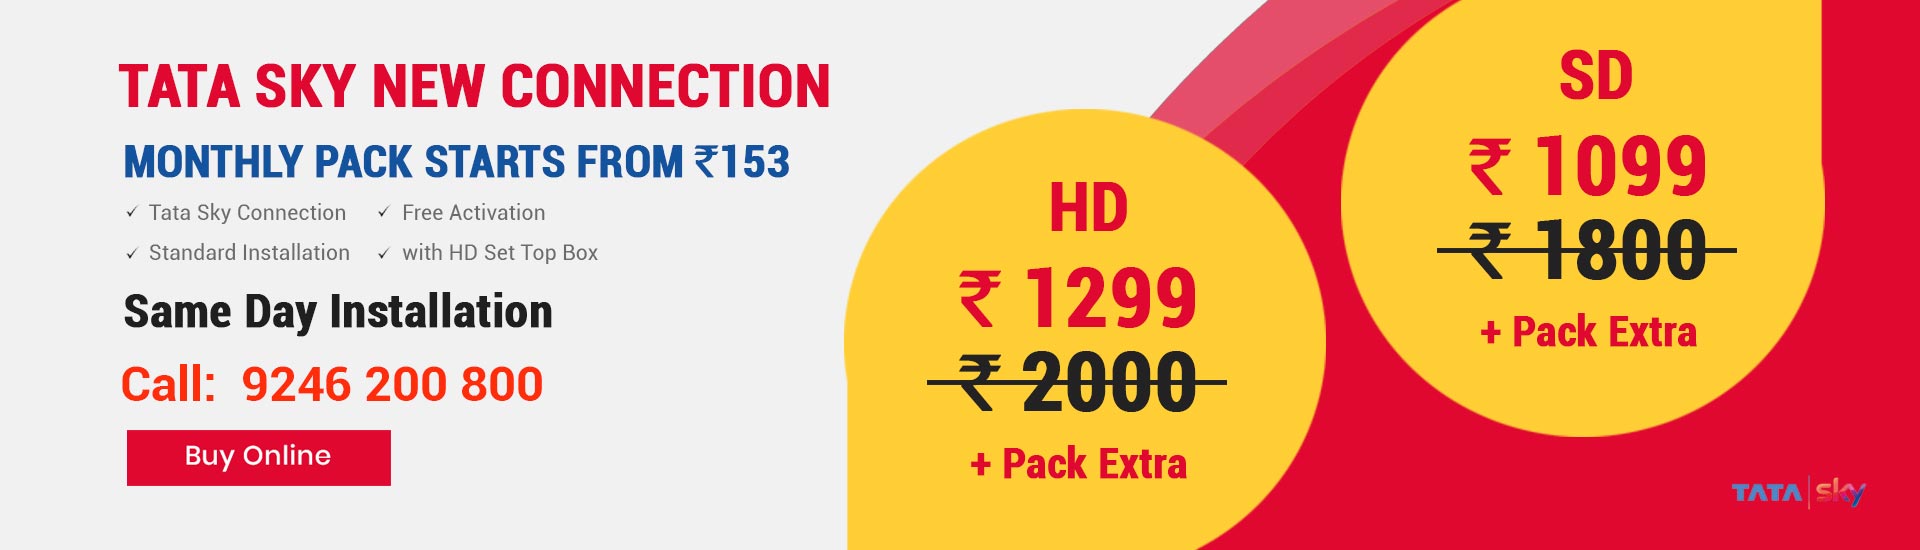 TATA SKY NEW CONNECTION
MONTHLY PACK STARTS FROM ₹153
✓ Tata Sky Connection ✓ Free Activation
✓ Standard Installation ✓ with HD Set Top Box
Same Day Installation
Call: 9246 200 800
Buy Online
HD
₹ 1299
₹ 2000
+ Pack Extra
SD
₹ 1099
₹ 1800
+ Pack Extra
TATA sky